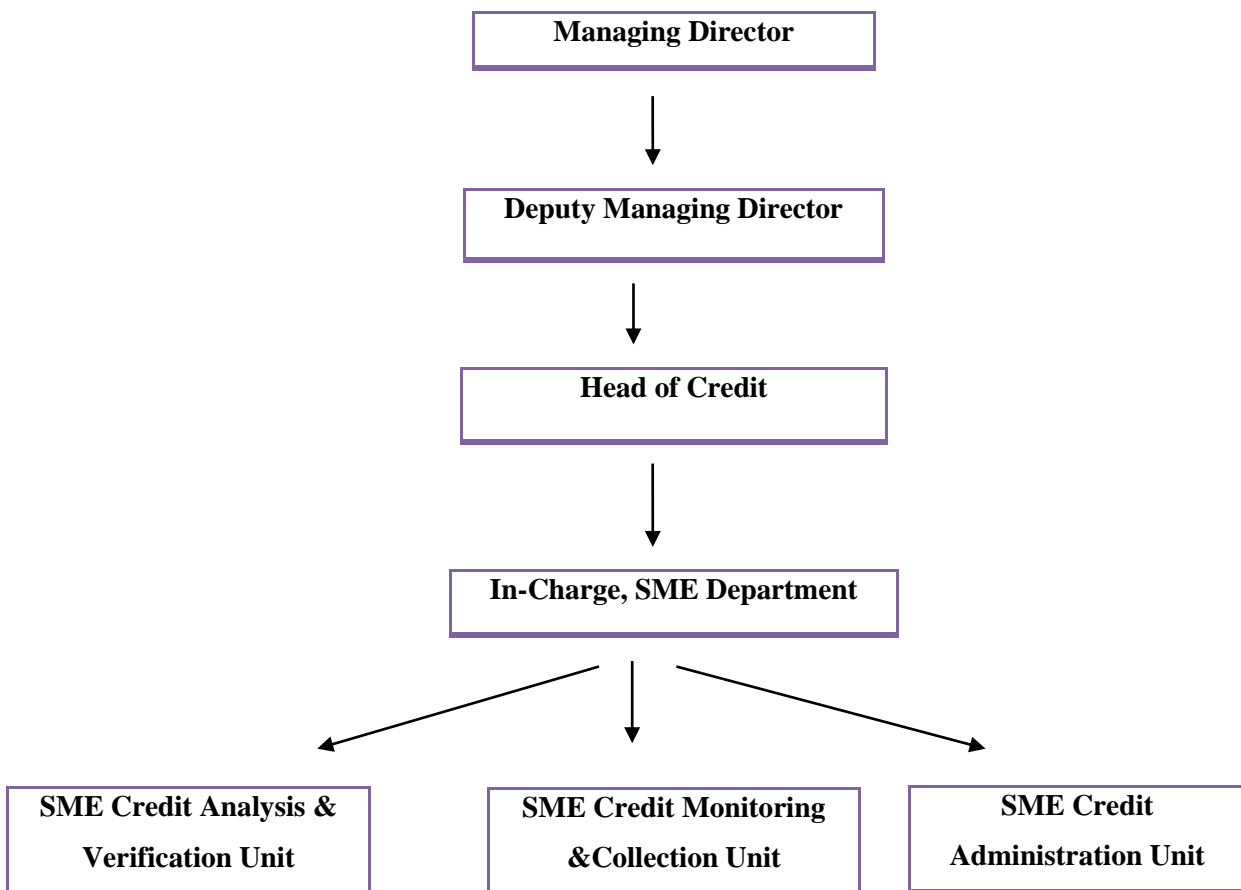 Managing Director
Deputy Managing Director
Head of Credit
In-Charge, SME Department
SME Credit Analysis &
Verification Unit
SME Credit Monitoring
&Collection Unit
SME Credit
Administration Unit